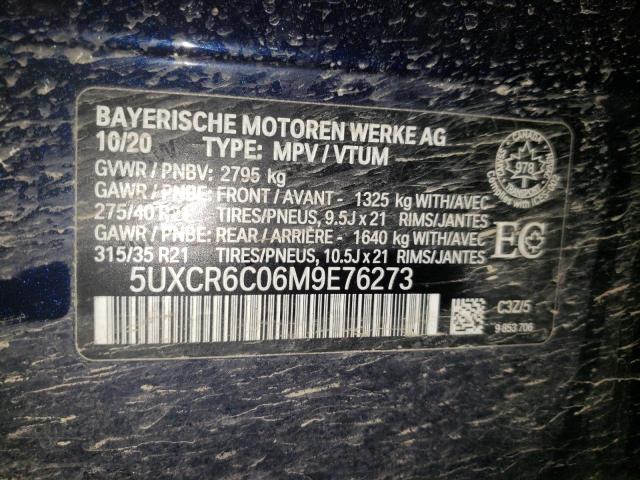 BAYERISCHE MOTOREN WERKE AG
10/20 TYPE: MPV / VTUM
GVWR / PNBV: 2795 kg
GAWR / PNBE: FRONT / AVANT - 1325 kg WITH/AVEC
275/40 R21 TIRES/PNEUS, 9.5J x 21 RIMS/JANTES
GAWR / PNBE: REAR / ARRIÈRE - 1640 kg WITH/AVEC
315/35 R21 TIRES/PNEUS, 10.5J x 21 RIMS/JANTES
5UXCR6C06M9E76273
CANADA
978
EC
C3Z/5
9 853 706